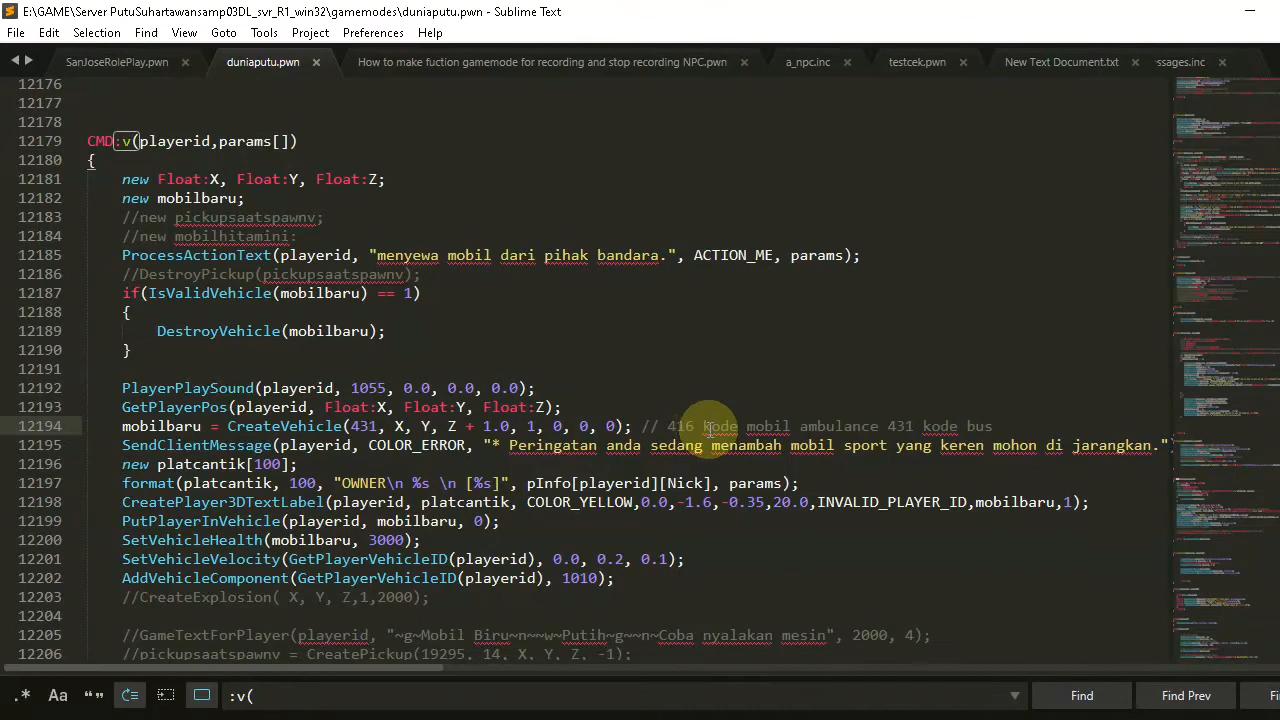 E:\GAME\Server PutuSuhartawansamp03DL_svr_R1_win32\gamemodes\duniaputu.pwn - Sublime Text
File Edit Selection Find View Goto Tools Project Preferences Help
SanJoseRolePlay.pwn duniaputu.pwn How to make fuction gamemode for recording and stop recording NPC.pwn a_npc.inc testcek.pwn New Text Document.txt ssages.inc
12176
12177
12178
12179 CMD:v(playerid,params[])
12180 {
12181 new Float:X, Float:Y, Float:Z;
12182 new mobilbaru;
12183 //new pickupsaatspawnv;
12184 //new mobilhitamini:
12185 ProcessActionText(playerid, "menyewa mobil dari pihak bandara.", ACTION_ME, params);
12186 //DestroyPickup(pickupsaatspawnv);
12187 if(IsValidVehicle(mobilbaru) == 1)
12188 {
12189 DestroyVehicle(mobilbaru);
12190 }
12191
12192 PlayerPlaySound(playerid, 1055, 0.0, 0.0, 0.0);
12193 GetPlayerPos(playerid, Float:X, Float:Y, Float:Z);
12194 mobilbaru = CreateVehicle(431, X, Y, Z + 1.0, 1, 0, 0, 0); // 416 kode mobil ambulance 431 kode bus
12195 SendClientMessage(playerid, COLOR_ERROR, "* Peringatan anda sedang menambah mobil sport yang keren mohon di jarangkan."
12196 new platcantik[100];
12197 format(platcantik, 100, "OWNER\n %s \n [%s]", pInfo[playerid][Nick], params);
12198 CreatePlayer3DTextLabel(playerid, platcantik, COLOR_YELLOW,0.0,-1.6,-0.35,20.0,INVALID_PLAYER_ID,mobilbaru,1);
12199 PutPlayerInVehicle(playerid, mobilbaru, 0);
12200 SetVehicleHealth(mobilbaru, 3000);
12201 SetVehicleVelocity(GetPlayerVehicleID(playerid), 0.0, 0.2, 0.1);
12202 AddVehicleComponent(GetPlayerVehicleID(playerid), 1010);
12203 //CreateExplosion( X, Y, Z,1,2000);
12204
12205 //GameTextForPlayer(playerid, "~g~Mobil Biru~n~~w~Putih~g~~n~Coba nyalakan mesin", 2000, 4);
12206 //pickupsaatspawnv = CreatePickup(19295, 14, X, Y, Z, -1);
.* Aa “” :v( Find Find Prev Fin